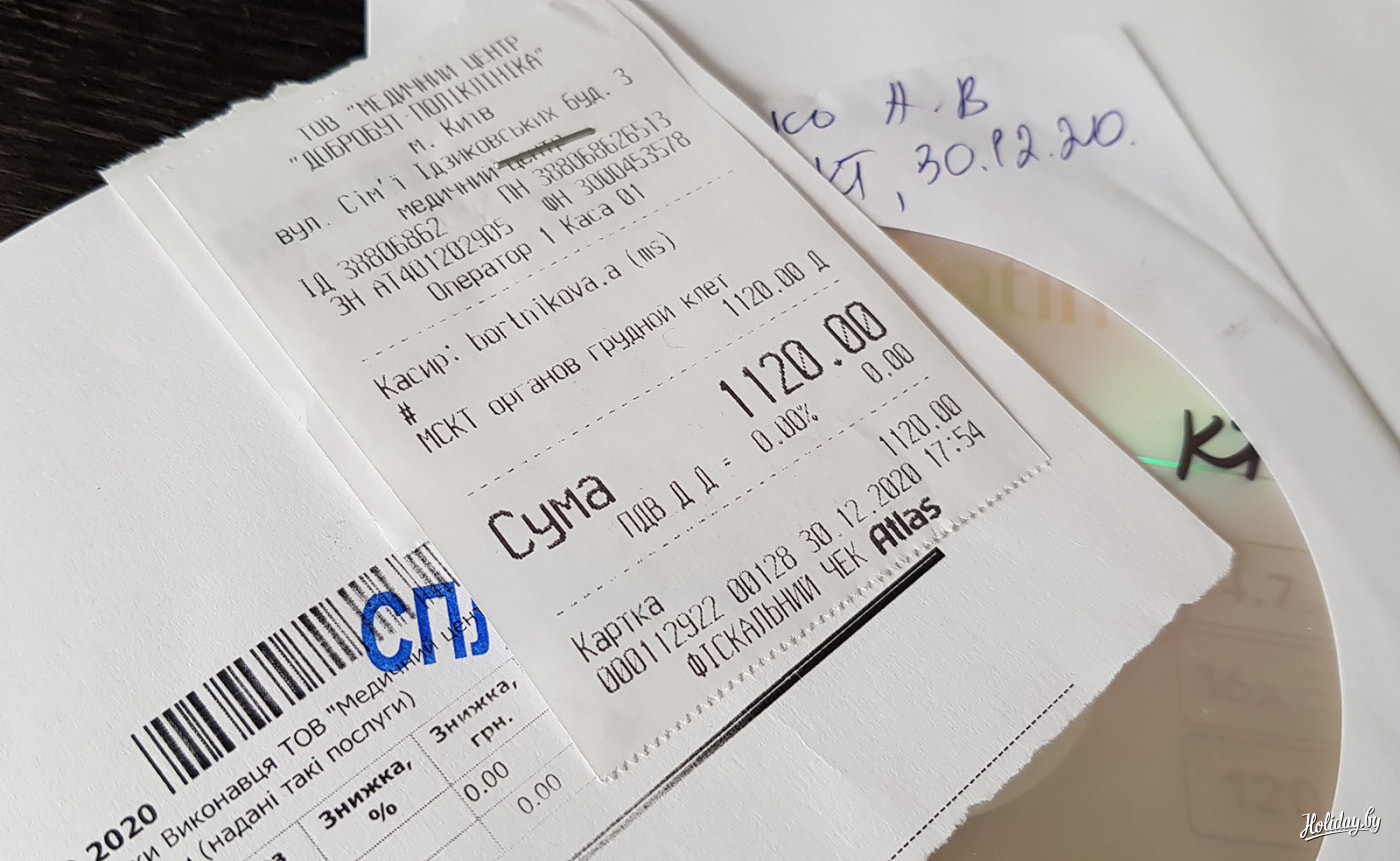 ТОВ "МЕДИЧНИЙ ЦЕНТР
"ДОБРОБУТ-ПОЛІКЛІНІКА"
м. Київ
вул. Сім'ї Ідзиковських буд. 3
медичний центр
ІД 38806862 ПН 388068626513
ЗН АТ401202905 ФН 3000453578
Оператор 1 Каса 01
Касир: bortnikova.a (ms)
#
МСКТ органов грудной клет
1120.00 Д
Сума 1120.00
ПДВ Д Д = 0.00% 0.00
Картка 1120.00
000112922 00128 30.12.2020 17:54
ФІСКАЛЬНИЙ ЧЕК Atlas
А.В
КТ, 30.12.20.
КТ
2020
Виконавця ТОВ "Медичний цен
(надані такі послуги)
Знижка, %
Знижка, грн.
0.00
0.00
Holiday.by